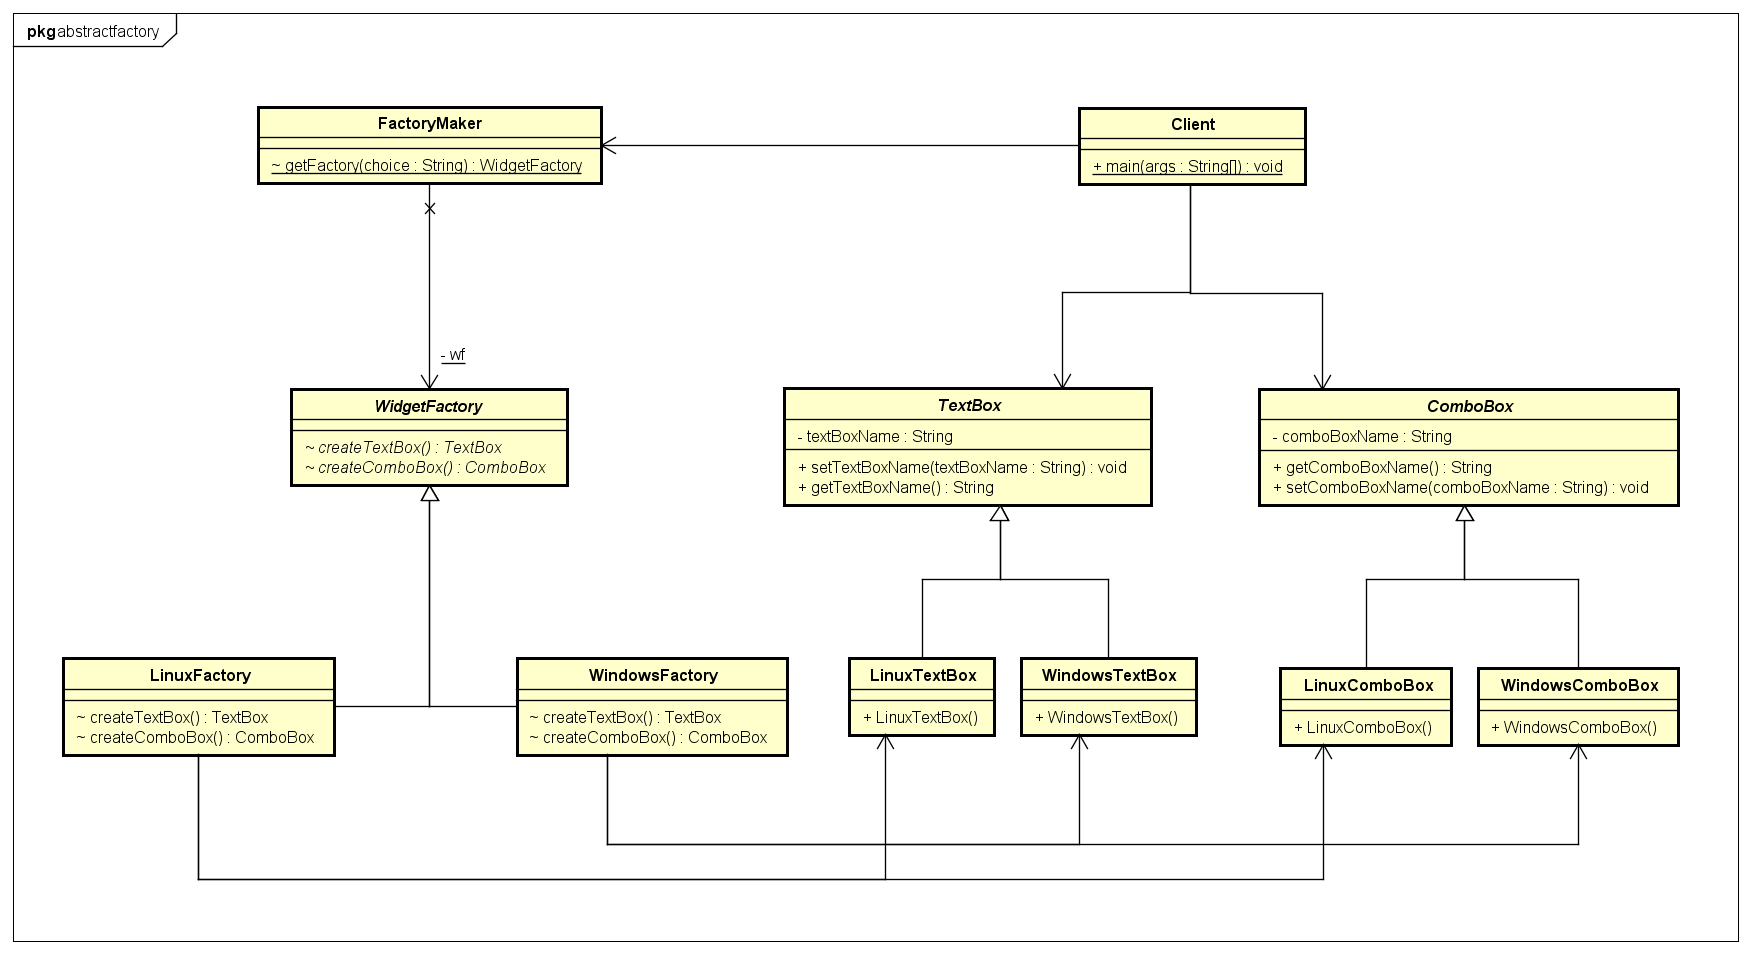 pkg abstractfactory
FactoryMaker
~ getFactory(choice : String) : WidgetFactory
Client
+ main(args : String[]) : void
- wf
WidgetFactory
~ createTextBox() : TextBox
~ createComboBox() : ComboBox
TextBox
- textBoxName : String
+ setTextBoxName(textBoxName : String) : void
+ getTextBoxName() : String
ComboBox
- comboBoxName : String
+ getComboBoxName() : String
+ setComboBoxName(comboBoxName : String) : void
LinuxFactory
~ createTextBox() : TextBox
~ createComboBox() : ComboBox
WindowsFactory
~ createTextBox() : TextBox
~ createComboBox() : ComboBox
LinuxTextBox
+ LinuxTextBox()
WindowsTextBox
+ WindowsTextBox()
LinuxComboBox
+ LinuxComboBox()
WindowsComboBox
+ WindowsComboBox()